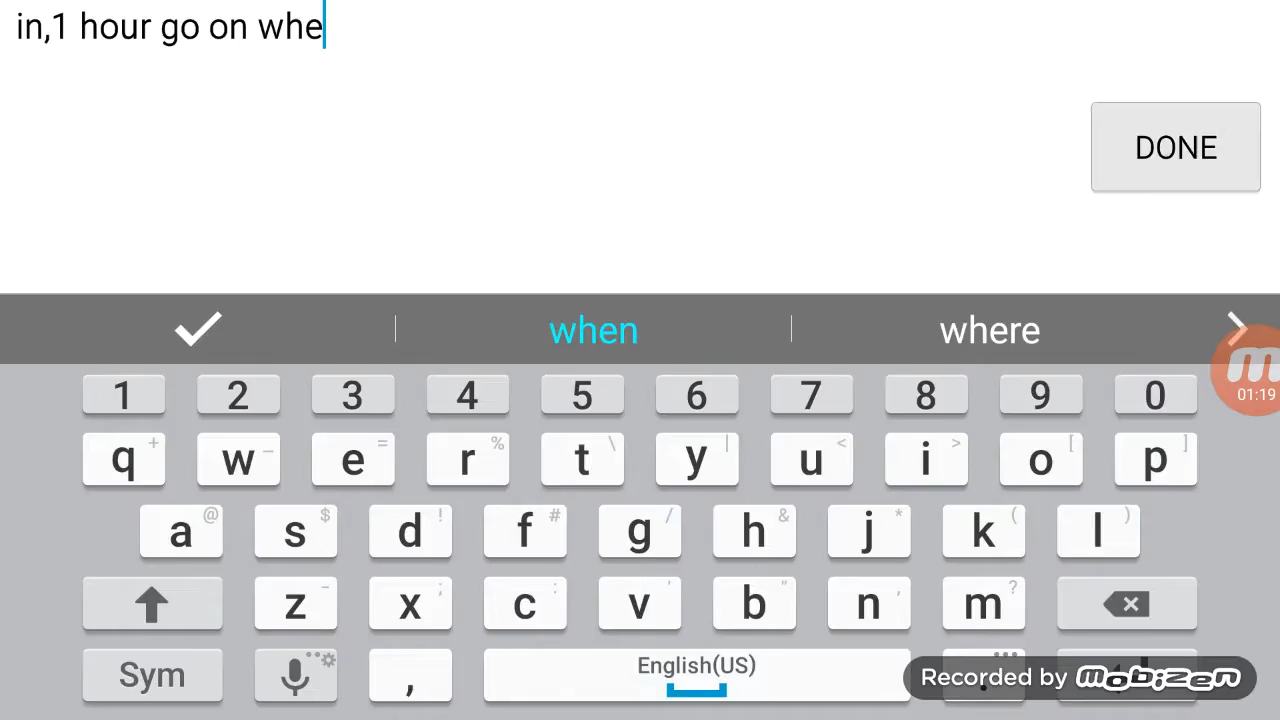 in,1 hour go on whe
DONE
when where
01:19
1 2 3 4 5 6 7 8 9 0
q + w - e = r % t \ y | u < i > o [ p ]
a @ s $ d ! f # g / h & j * k ( l )
z - x ; c : v ' b " n , m ?
Sym , English(US)
Recorded by mobizen